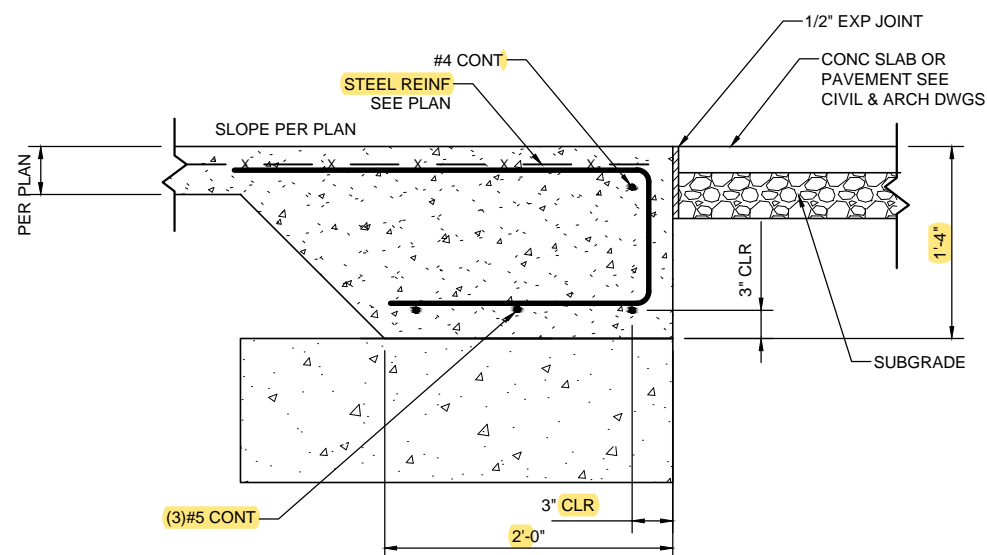 1/2" EXP JOINT
#4 CONT
CONC SLAB OR
PAVEMENT SEE
CIVIL & ARCH DWGS
STEEL REINF
SEE PLAN
SLOPE PER PLAN
PER PLAN
1'-4"
3" CLR
SUBGRADE
3" CLR
(3)#5 CONT
2'-0"